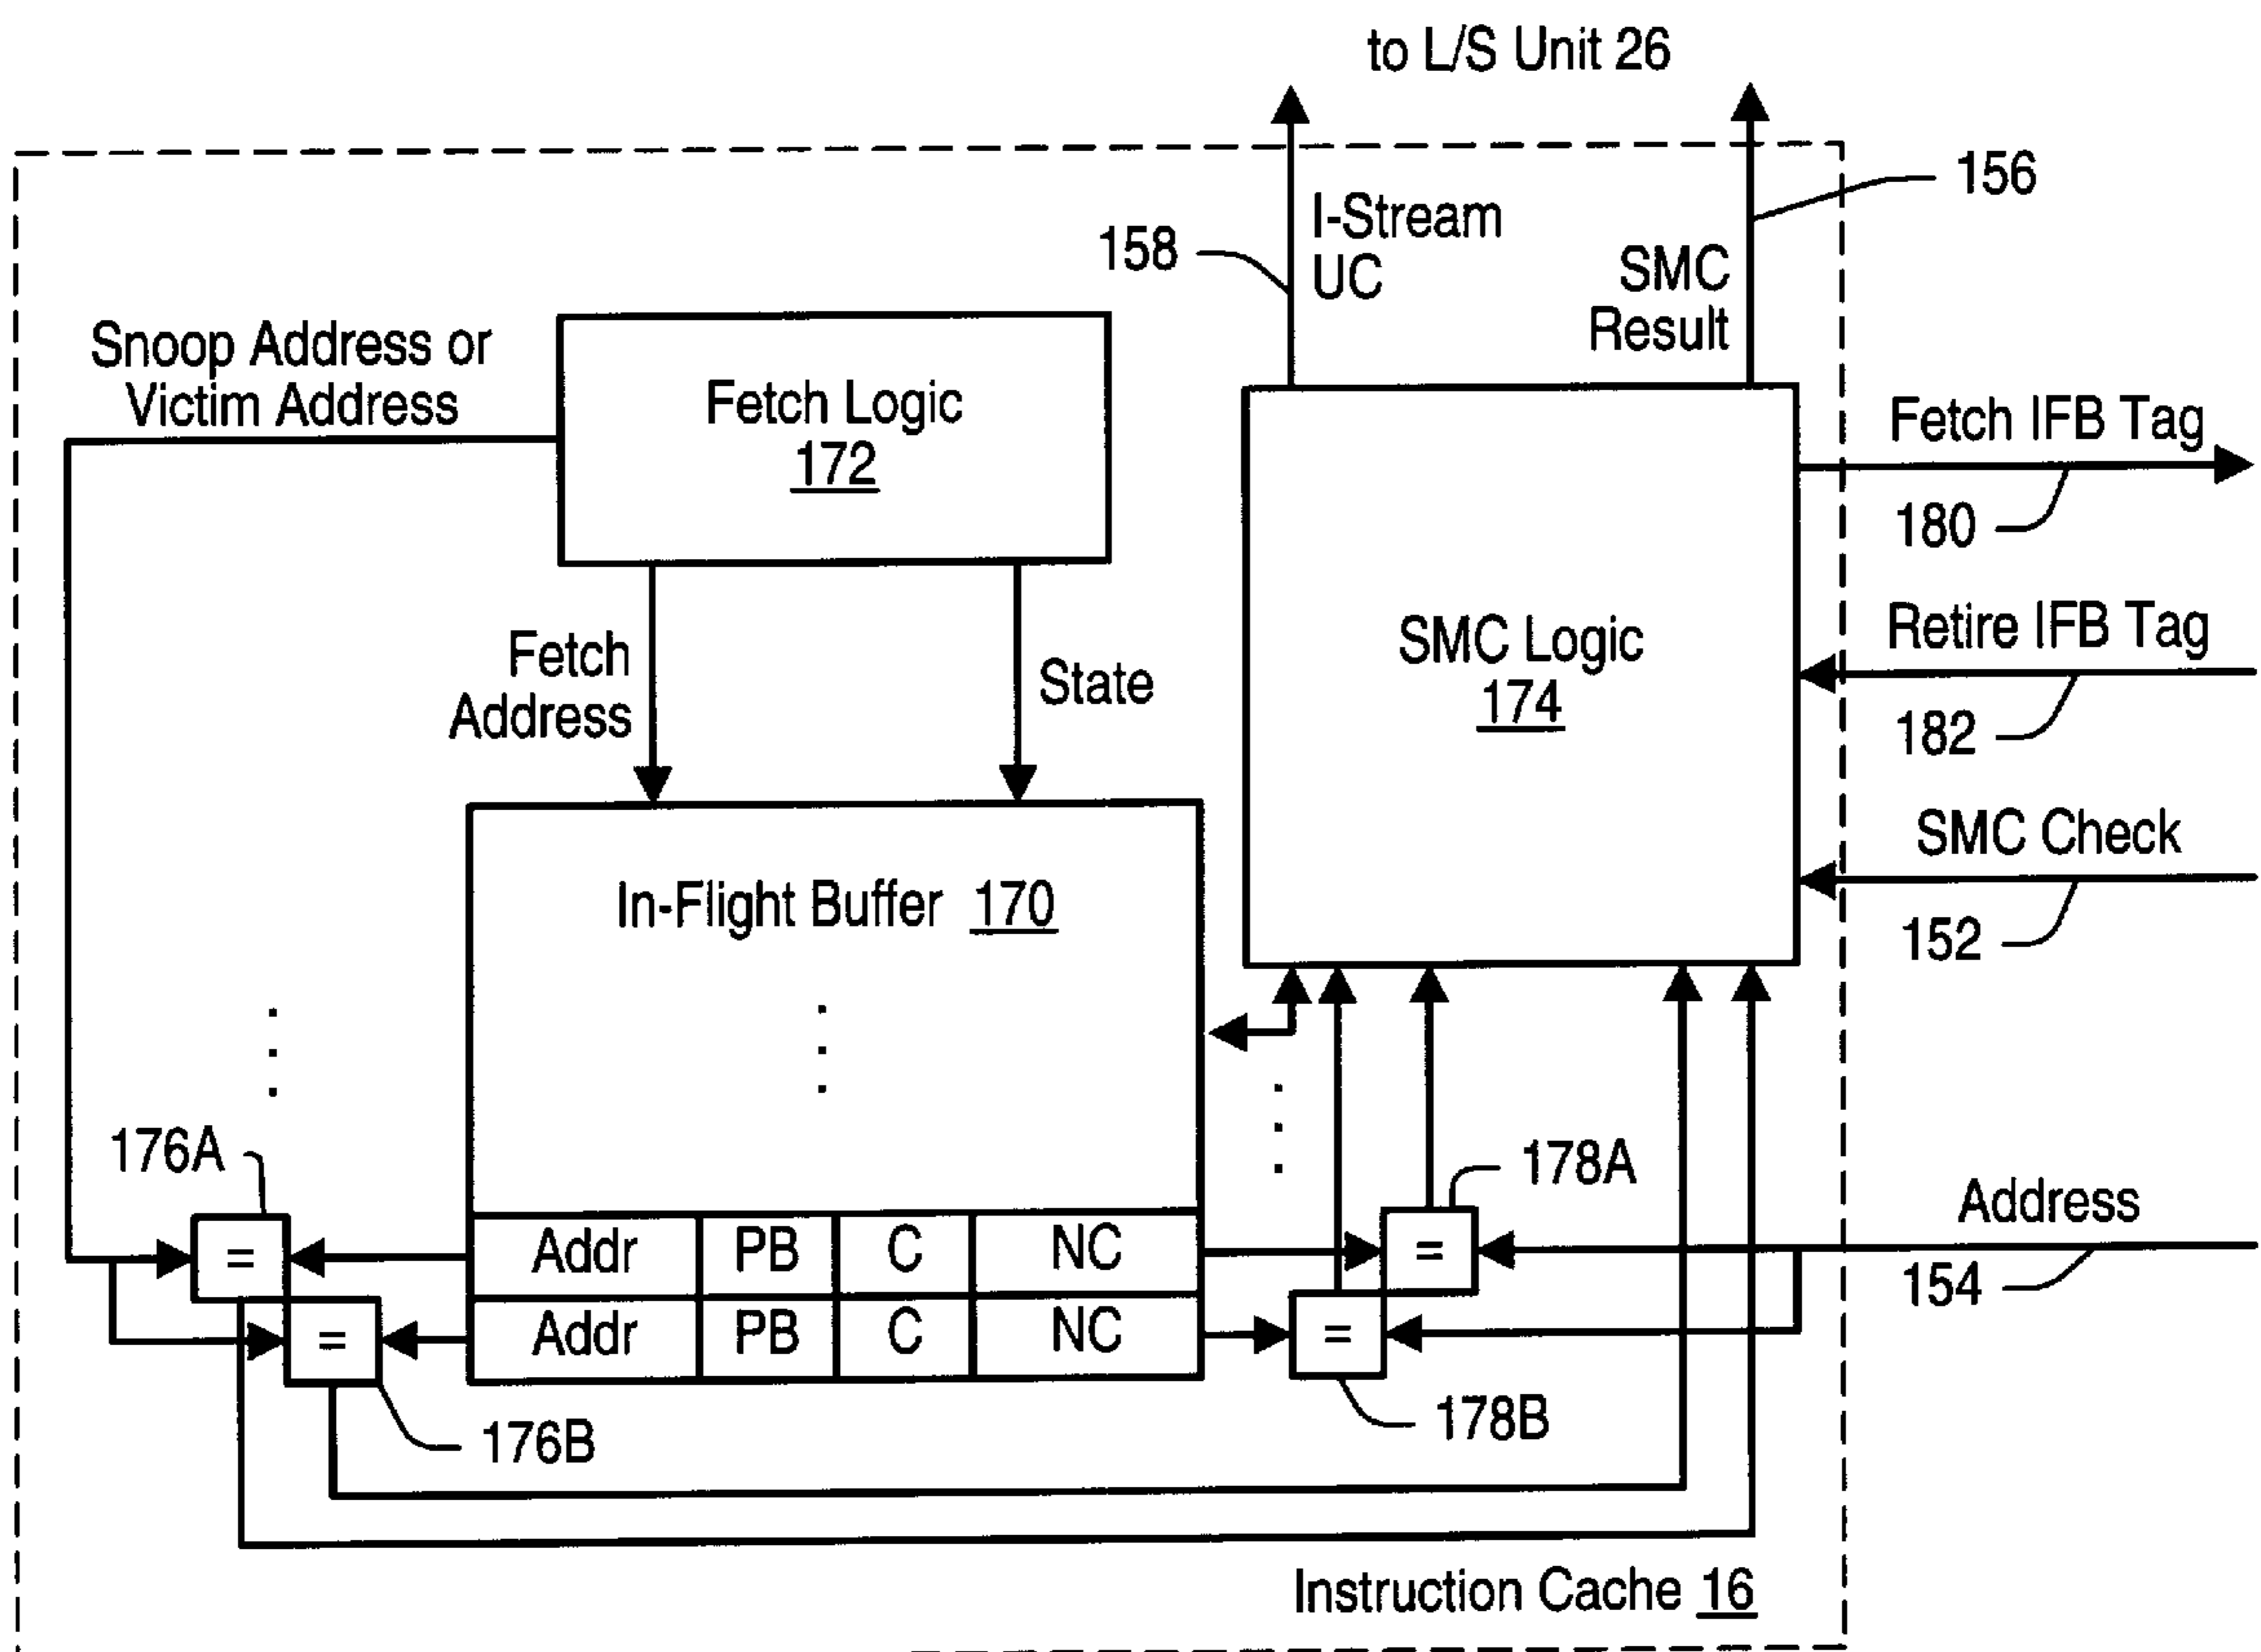 to L/S Unit 26
156
I-Stream
UC
158
SMC
Result
Snoop Address or
Victim Address
Fetch Logic
172
Fetch IFB Tag
180
Fetch
Address
State
SMC Logic
174
Retire IFB Tag
182
SMC Check
152
In-Flight Buffer 170
176A
178A
Address
154
= Addr PB C NC =
= Addr PB C NC =
176B
178B
Instruction Cache 16